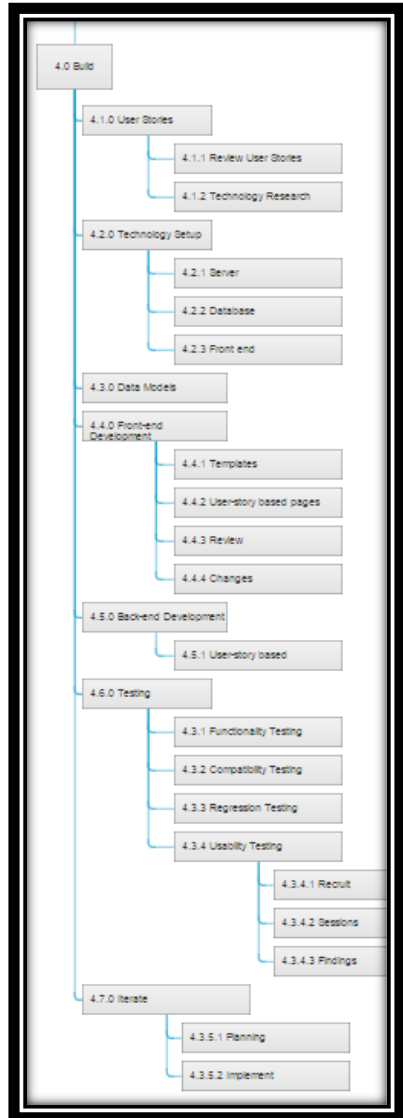 4.0 Build
4.1.0 User Stories
4.1.1 Review User Stories
4.1.2 Technology Research
4.2.0 Technology Setup
4.2.1 Server
4.2.2 Database
4.2.3 Front end
4.3.0 Data Models
4.4.0 Front-end
Development
4.4.1 Templates
4.4.2 User-story based pages
4.4.3 Review
4.4.4 Changes
4.5.0 Back-end Development
4.5.1 User-story based
4.6.0 Testing
4.3.1 Functionality Testing
4.3.2 Compatibility Testing
4.3.3 Regression Testing
4.3.4 Usability Testing
4.3.4.1 Recruit
4.3.4.2 Sessions
4.3.4.3 Findings
4.7.0 Iterate
4.3.5.1 Planning
4.3.5.2 Implement